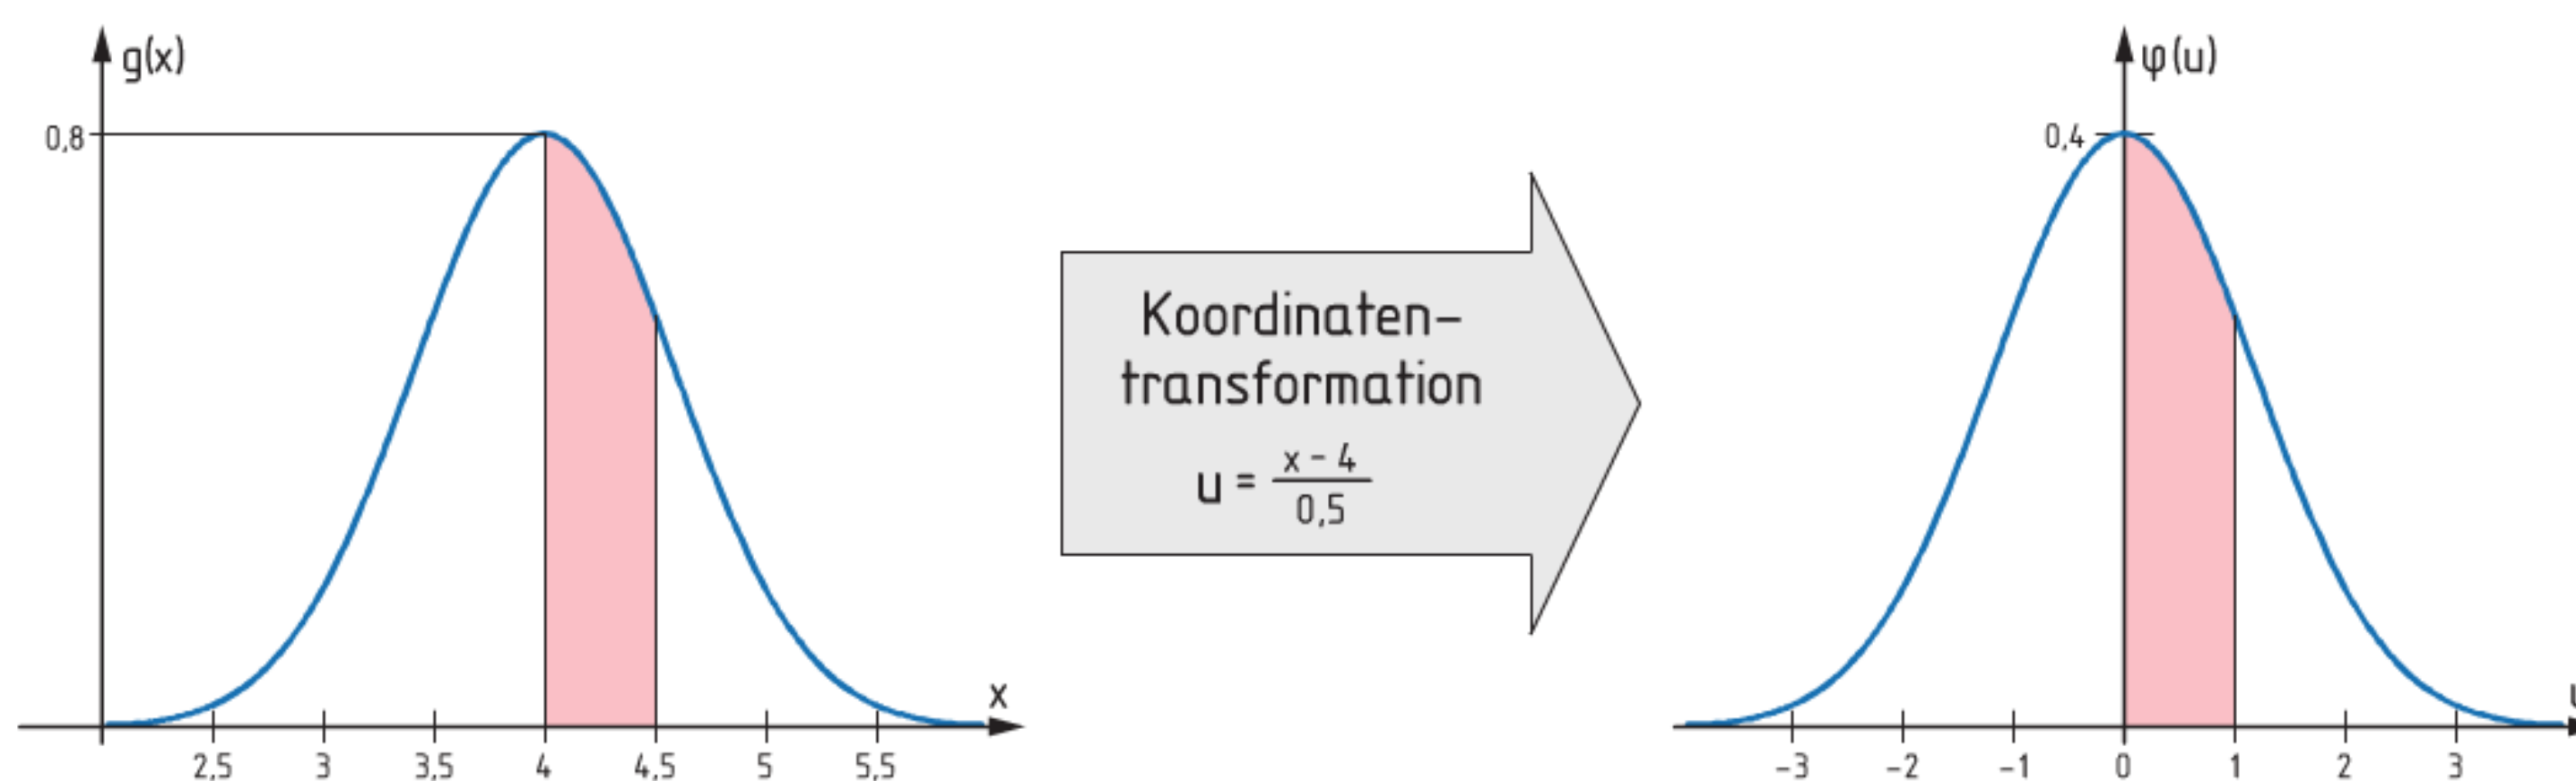 g(x)
0,8
x
2,5 3 3,5 4 4,5 5 5,5
Koordinaten-
transformation
u = x - 4
0,5
φ(u)
0,4
-3 -2 -1 0 1 2 3